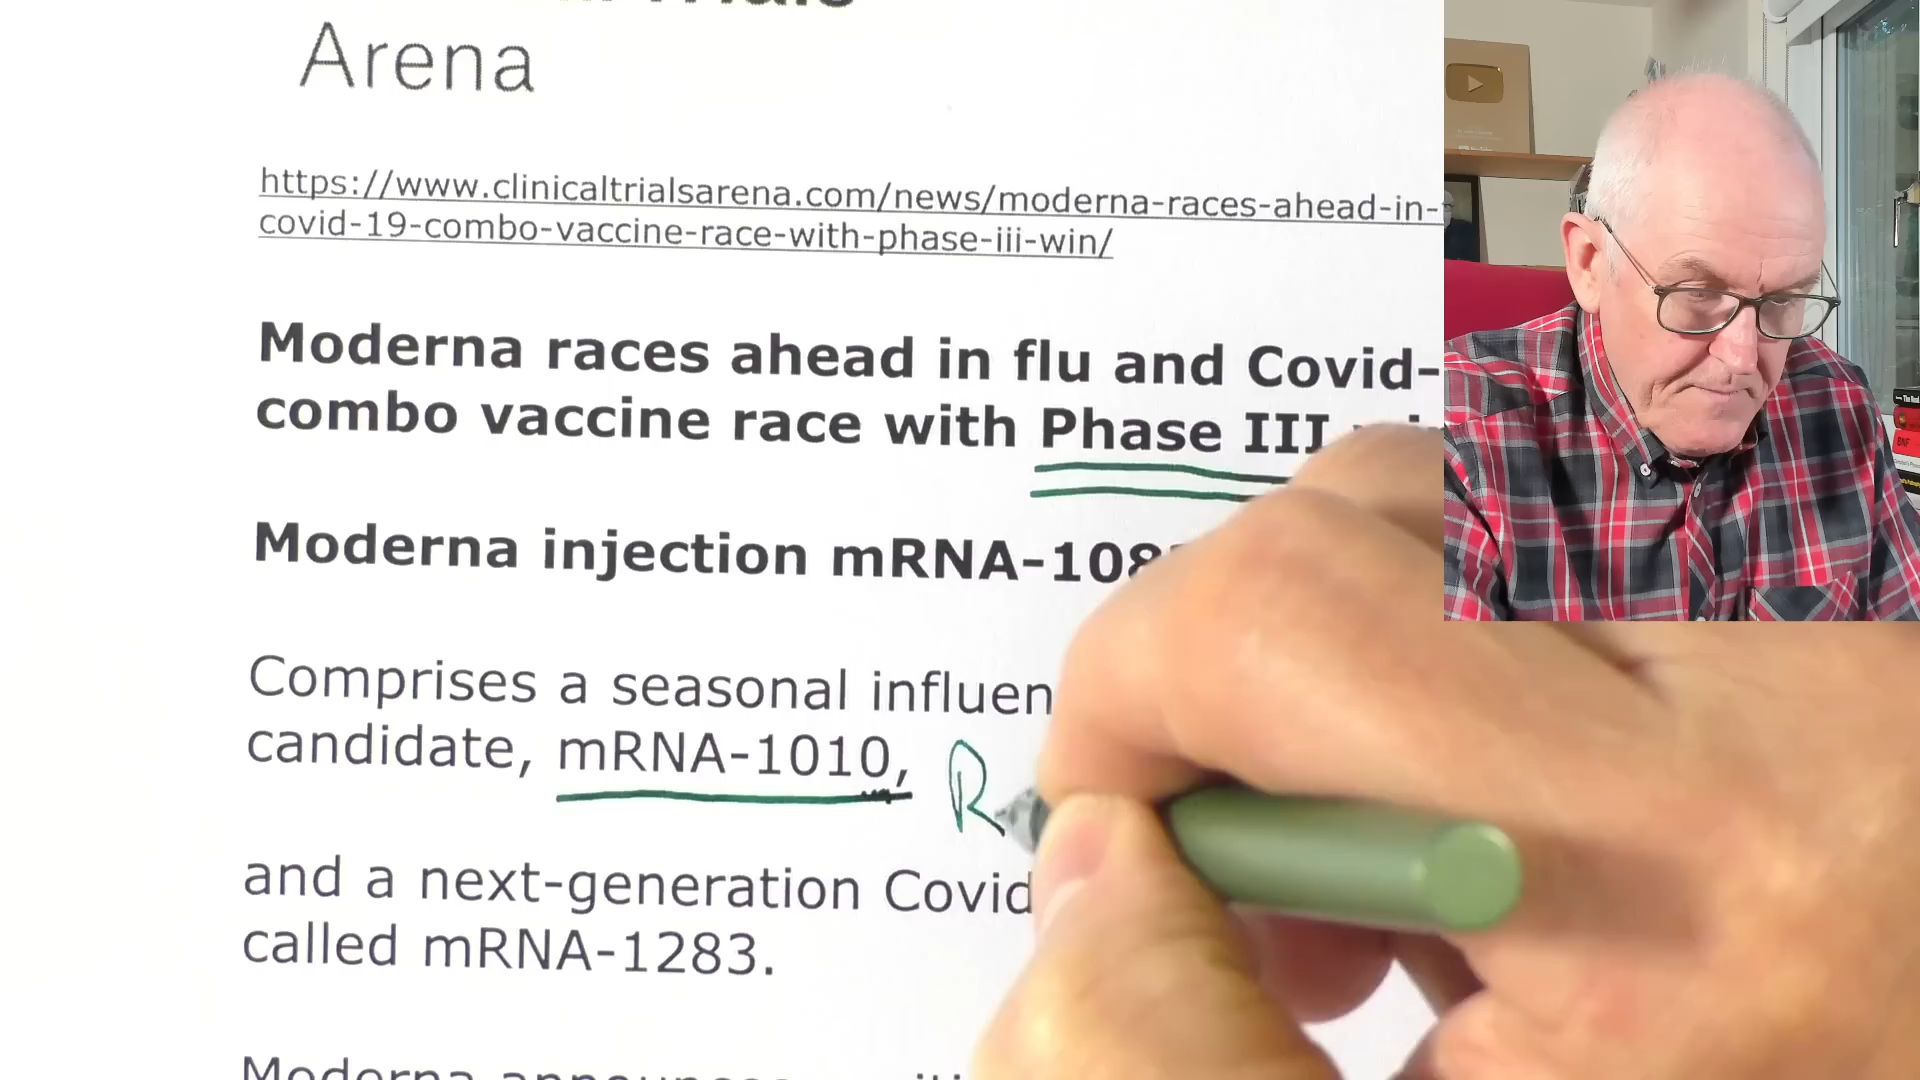 Arena
https://www.clinicaltrialsarena.com/news/moderna-races-ahead-in-
covid-19-combo-vaccine-race-with-phase-iii-win/
Moderna races ahead in flu and Covid-
combo vaccine race with Phase III
Moderna injection mRNA-108
Comprises a seasonal influen
candidate, mRNA-1010, R
and a next-generation Covid
called mRNA-1283.
Moderna
BNF